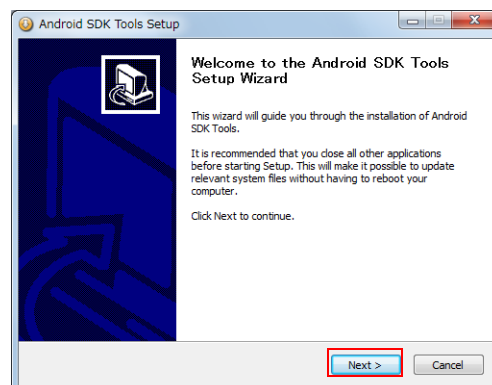 Android SDK Tools Setup
Welcome to the Android SDK Tools
Setup Wizard
This wizard will guide you through the installation of Android
SDK Tools.
It is recommended that you close all other applications
before starting Setup. This will make it possible to update
relevant system files without having to reboot your
computer.
Click Next to continue.
Next >
Cancel